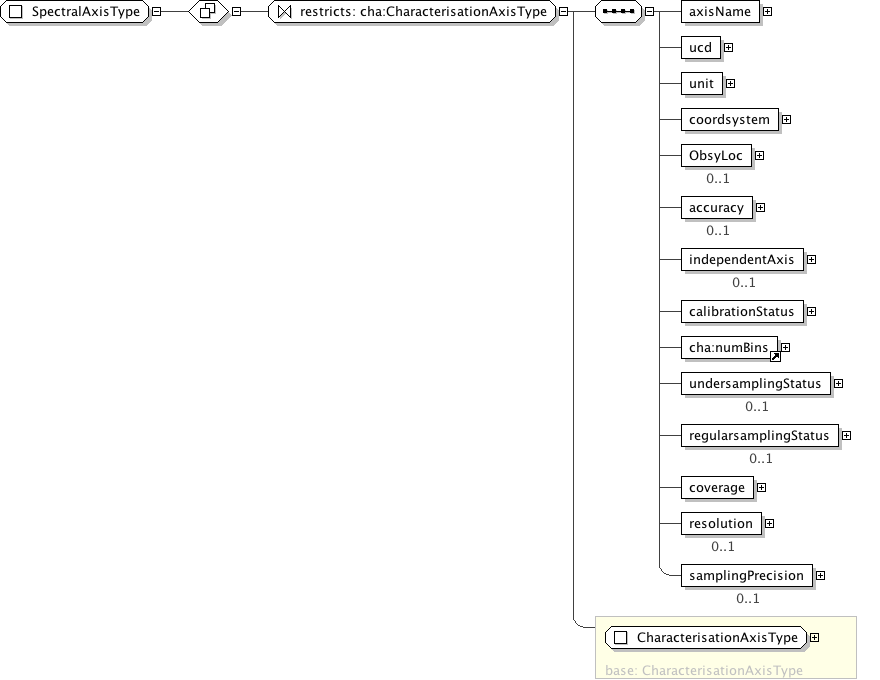 SpectralAxisType
restricts: cha:CharacterisationAxisType
axisName
ucd
unit
coordsystem
ObsyLoc
0..1
accuracy
0..1
independentAxis
0..1
calibrationStatus
cha:numBins
undersamplingStatus
0..1
regularsamplingStatus
0..1
coverage
resolution
0..1
samplingPrecision
0..1
CharacterisationAxisType
base: CharacterisationAxisType